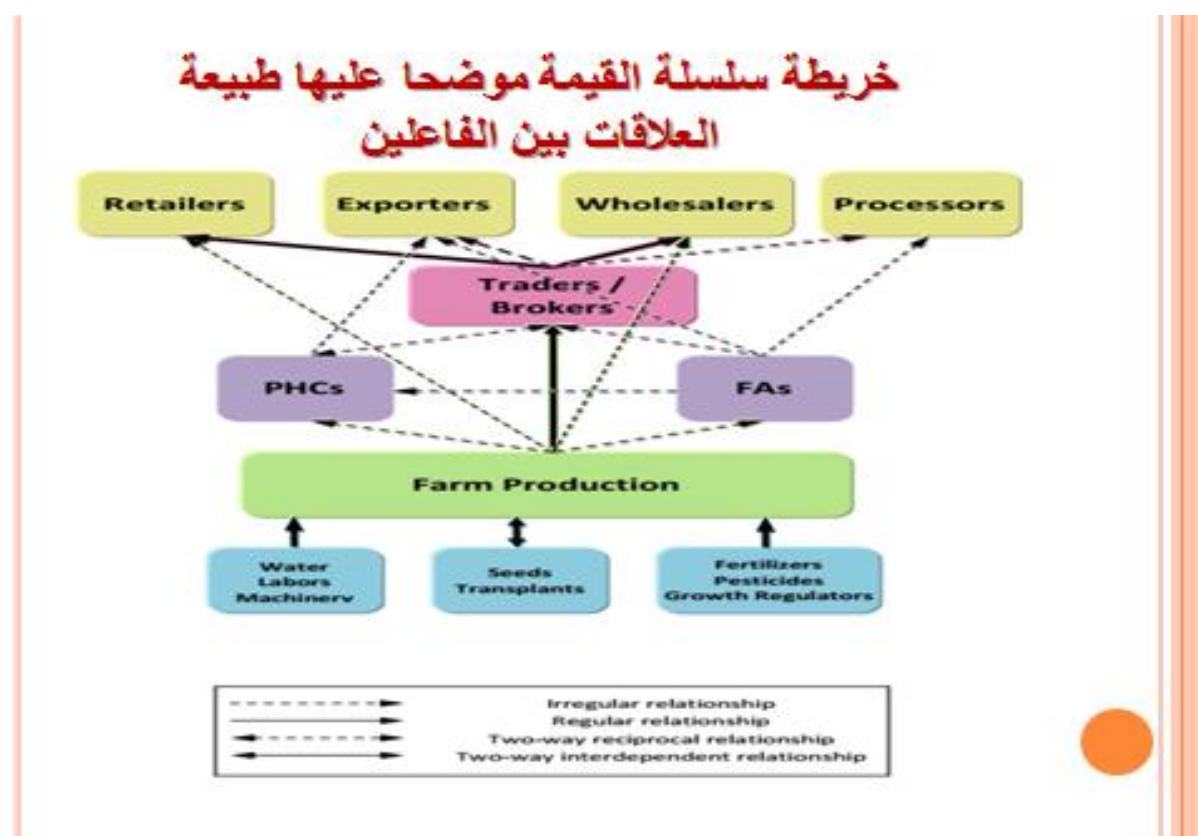 خريطة سلسلة القيمة موضحا عليها طبيعة
العلاقات بين الفاعلين
Retailers
Exporters
Wholesalers
Processors
Traders /
Brokers
PHCs
FAs
Farm Production
Water
Labors
Machinery
Seeds
Transplants
Fertilizers
Pesticides
Growth Regulators
Irregular relationship
Regular relationship
Two-way reciprocal relationship
Two-way interdependent relationship